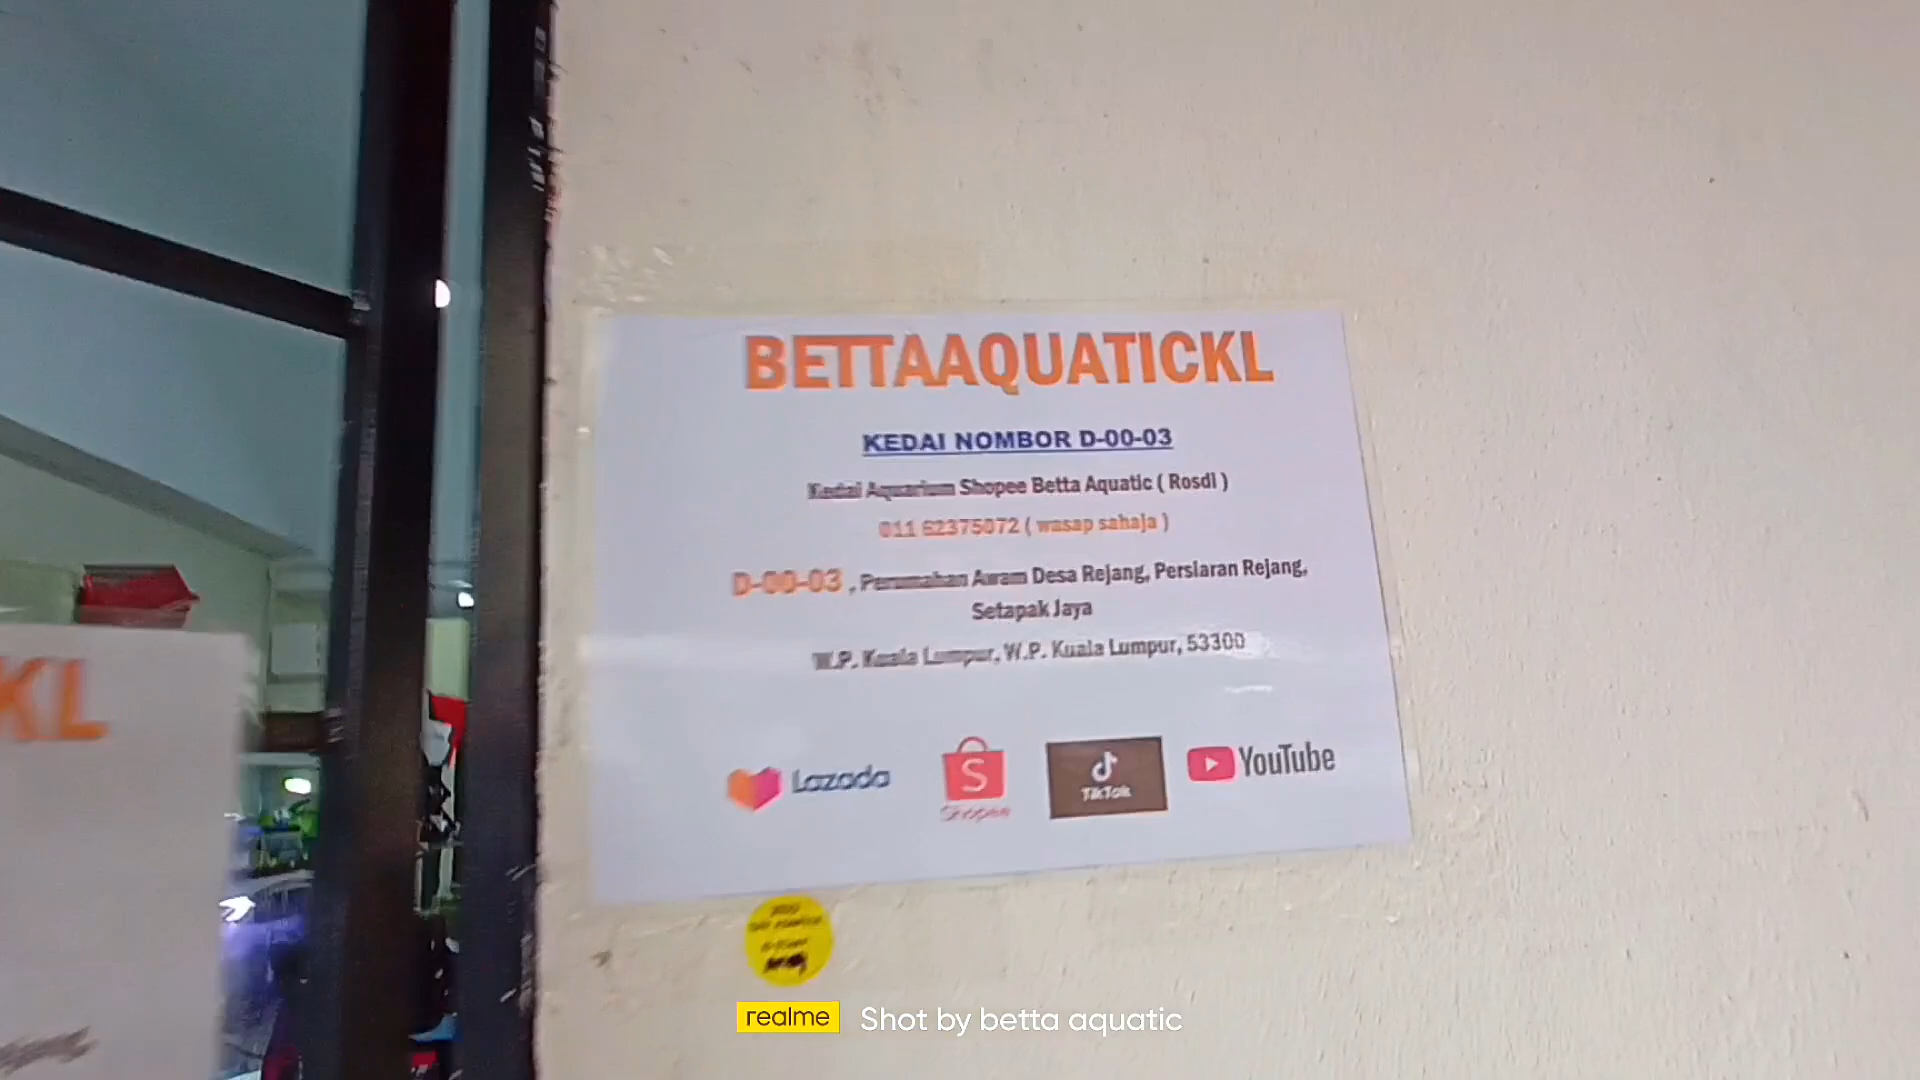 BETTAAQUATICKL
KEDAI NOMBOR D-00-03
Kedai Aquarium Shopee Betta Aquatic ( Rosdi )
011 62375072 ( wasap sahaja )
D-00-03 , Perumahan Awam Desa Rejang, Persiaran Rejang,
Setapak Jaya
W.P. Kuala Lumpur, W.P. Kuala Lumpur, 53300
Lazada
Shopee
TikTok
YouTube
KL
realme Shot by betta aquatic